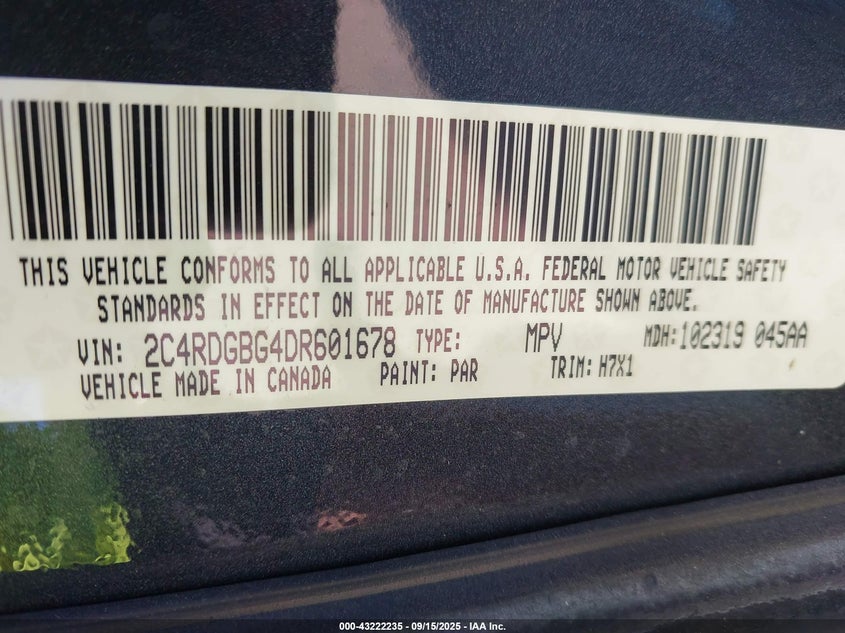 THIS VEHICLE CONFORMS TO ALL APPLICABLE U.S.A. FEDERAL MOTOR VEHICLE SAFETY
STANDARDS IN EFFECT ON THE DATE OF MANUFACTURE SHOWN ABOVE.
VIN: 2C4RDGBG4DR601678 TYPE: MPV MDH:102319 045AA
VEHICLE MADE IN CANADA PAINT: PAR TRIM: H7X1
000-43222235 - 09/15/2025 - IAA Inc.